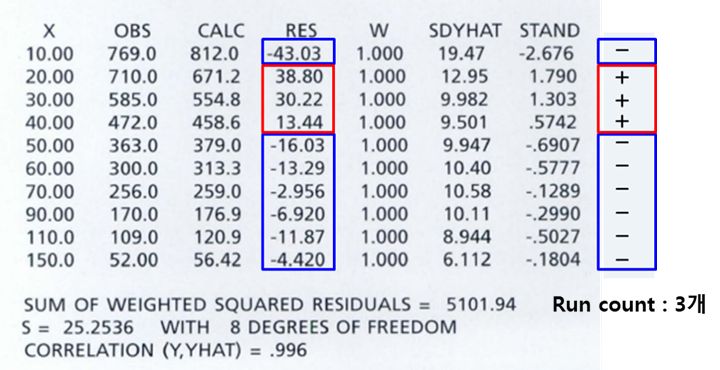 X OBS CALC RES W SDYHAT STAND
10.00 769.0 812.0 -43.03 1.000 19.47 -2.676 −
20.00 710.0 671.2 38.80 1.000 12.95 1.790 +
30.00 585.0 554.8 30.22 1.000 9.982 1.303 +
40.00 472.0 458.6 13.44 1.000 9.501 .5742 +
50.00 363.0 379.0 -16.03 1.000 9.947 -.6907 −
60.00 300.0 313.3 -13.29 1.000 10.40 -.5777 −
70.00 256.0 259.0 -2.956 1.000 10.58 -.1289 −
90.00 170.0 176.9 -6.920 1.000 10.11 -.2990 −
110.0 109.0 120.9 -11.87 1.000 8.944 -.5027 −
150.0 52.00 56.42 -4.420 1.000 6.112 -.1804 −
SUM OF WEIGHTED SQUARED RESIDUALS = 5101.94 Run count : 3개
S = 25.2536 WITH 8 DEGREES OF FREEDOM
CORRELATION (Y,YHAT) = .996